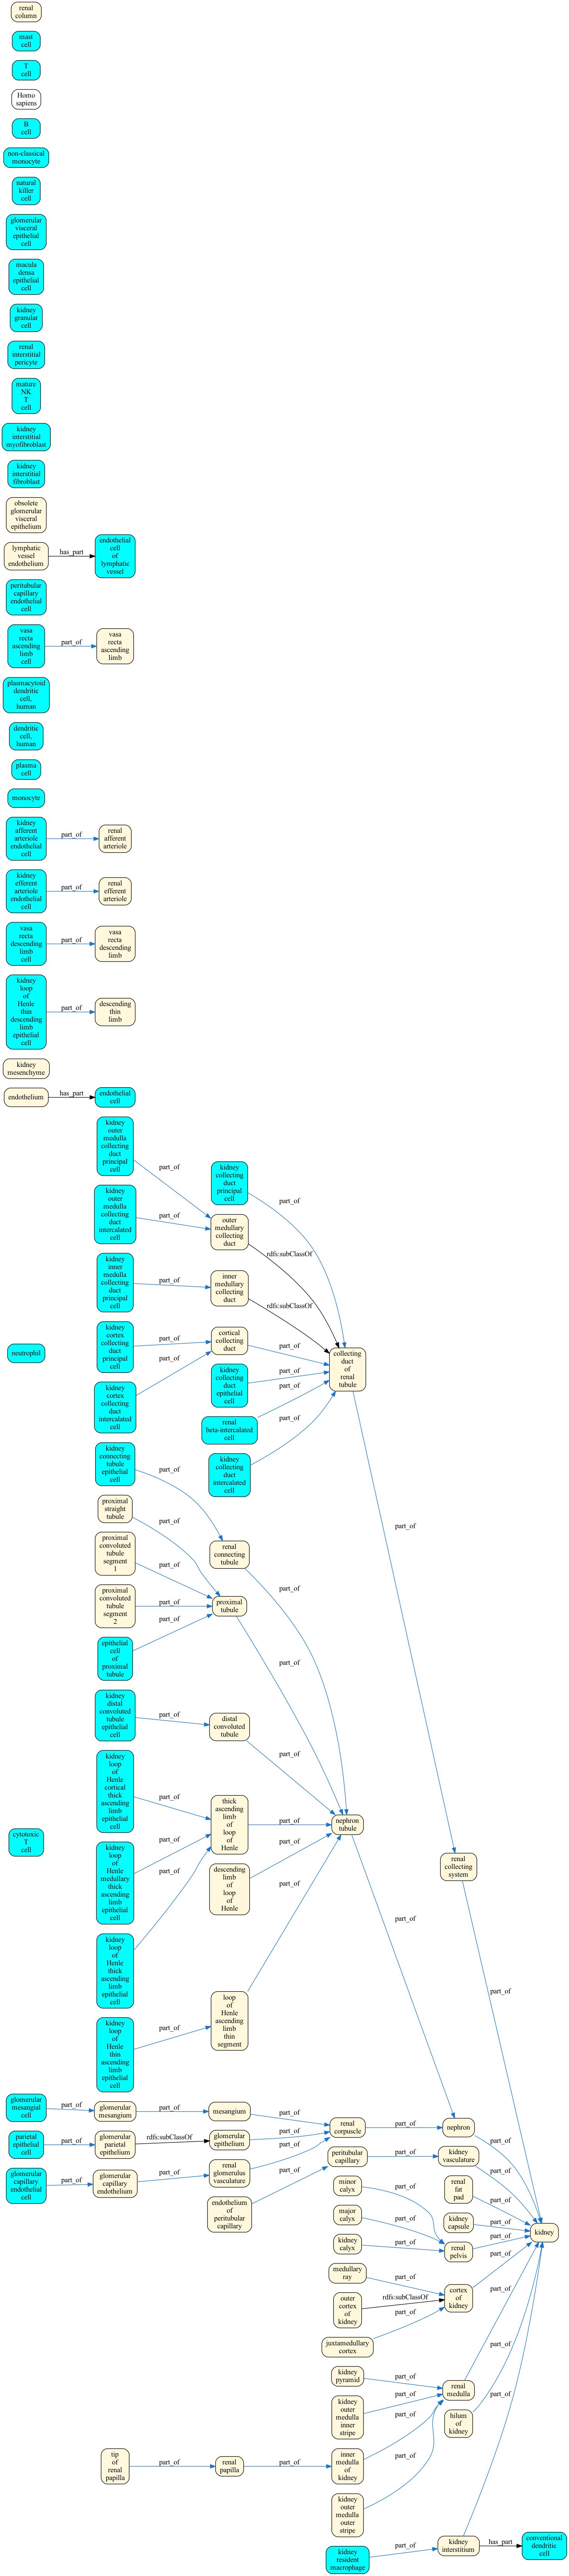 renal
column
mast
cell
T
cell
Homo
sapiens
B
cell
non-classical
monocyte
natural
killer
cell
glomerular
visceral
epithelial
cell
macula
densa
epithelial
cell
kidney
granular
cell
renal
interstitial
pericyte
mature
NK
T
cell
kidney
interstitial
myofibroblast
kidney
interstitial
fibroblast
obsolete
glomerular
visceral
epithelium
lymphatic
vessel
endothelium
has_part
endothelial
cell
of
lymphatic
vessel
peritubular
capillary
endothelial
cell
vasa
recta
ascending
limb
cell
part_of
vasa
recta
ascending
limb
plasmacytoid
dendritic
cell,
human
dendritic
cell,
human
plasma
cell
monocyte
kidney
afferent
arteriole
endothelial
cell
part_of
renal
afferent
arteriole
kidney
efferent
arteriole
endothelial
cell
part_of
renal
efferent
arteriole
vasa
recta
descending
limb
cell
part_of
vasa
recta
descending
limb
kidney
loop
of
Henle
thin
descending
limb
epithelial
cell
part_of
descending
thin
limb
kidney
mesenchyme
endothelium
has_part
endothelial
cell
kidney
outer
medulla
collecting
duct
principal
cell
part_of
kidney
collecting
duct
principal
cell
part_of
kidney
outer
medulla
collecting
duct
intercalated
cell
part_of
outer
medullary
collecting
duct
rdfs:subClassOf
kidney
inner
medulla
collecting
duct
principal
cell
part_of
inner
medullary
collecting
duct
rdfs:subClassOf
neutrophil
kidney
cortex
collecting
duct
principal
cell
part_of
cortical
collecting
duct
part_of
collecting
duct
of
renal
tubule
kidney
cortex
collecting
duct
intercalated
cell
part_of
kidney
collecting
duct
epithelial
cell
part_of
renal
beta-intercalated
cell
part_of
kidney
collecting
duct
intercalated
cell
part_of
kidney
connecting
tubule
epithelial
cell
part_of
renal
connecting
tubule
part_of
part_of
proximal
straight
tubule
part_of
proximal
convoluted
tubule
segment
1
part_of
proximal
convoluted
tubule
segment
2
part_of
proximal
tubule
part_of
epithelial
cell
of
proximal
tubule
part_of
kidney
distal
convoluted
tubule
epithelial
cell
part_of
distal
convoluted
tubule
part_of
cytotoxic
T
cell
kidney
loop
of
Henle
cortical
thick
ascending
limb
epithelial
cell
part_of
thick
ascending
limb
of
loop
of
Henle
part_of
nephron
tubule
part_of
renal
collecting
system
part_of
kidney
loop
of
Henle
medullary
thick
ascending
limb
epithelial
cell
part_of
descending
limb
of
loop
of
Henle
part_of
kidney
loop
of
Henle
thick
ascending
limb
epithelial
cell
part_of
kidney
loop
of
Henle
thin
ascending
limb
epithelial
cell
part_of
loop
of
Henle
ascending
limb
thin
segment
part_of
glomerular
mesangial
cell
part_of
glomerular
mesangium
part_of
mesangium
part_of
renal
corpuscle
part_of
nephron
part_of
parietal
epithelial
cell
part_of
glomerular
parietal
epithelium
rdfs:subClassOf
glomerular
epithelium
part_of
glomerular
capillary
endothelial
cell
part_of
glomerular
capillary
endothelium
part_of
renal
glomerulus
vasculature
part_of
endothelium
of
peritubular
capillary
part_of
peritubular
capillary
part_of
kidney
vasculature
part_of
minor
calyx
part_of
renal
fat
pad
part_of
major
calyx
part_of
kidney
capsule
part_of
kidney
kidney
calyx
part_of
renal
pelvis
part_of
medullary
ray
part_of
cortex
of
kidney
part_of
outer
cortex
of
kidney
rdfs:subClassOf
juxtamedullary
cortex
part_of
kidney
pyramid
part_of
renal
medulla
part_of
kidney
outer
medulla
inner
stripe
part_of
hilum
of
kidney
part_of
tip
of
renal
papilla
part_of
renal
papilla
part_of
inner
medulla
of
kidney
part_of
kidney
outer
medulla
outer
stripe
part_of
kidney
resident
macrophage
part_of
kidney
interstitium
part_of
has_part
conventional
dendritic
cell